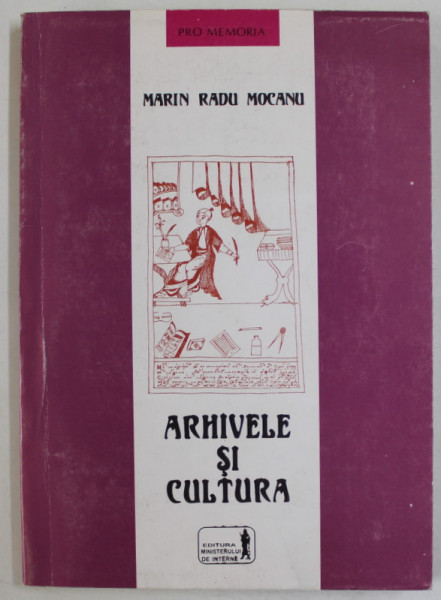 PRO MEMORIA
MARIN RADU MOCANU
ARHIVELE
ȘI
CULTURA
EDITURA
MINISTERULUI
DE INTERNE